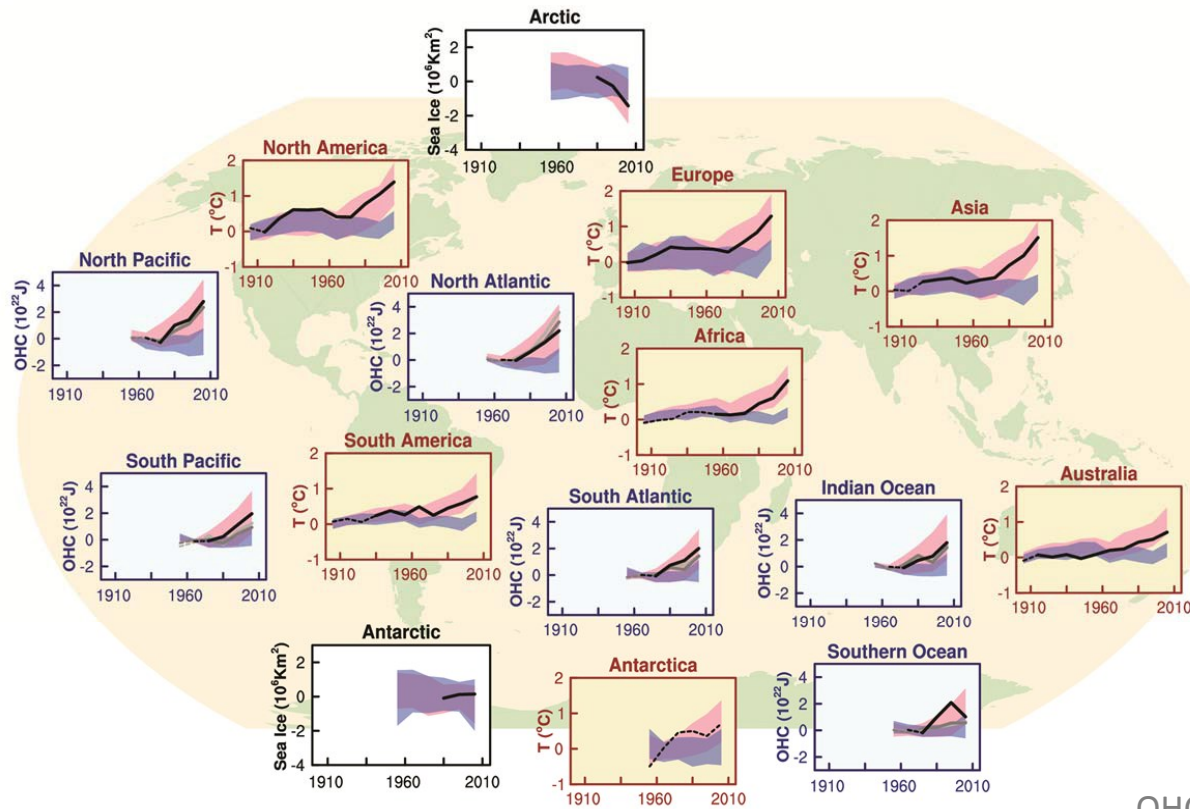 Arctic
Sea Ice (10⁶Km²)
2
0
-2
-4
1910 1960 2010
North America
T (°C)
2
1
0
-1
1910 1960 2010
Europe
T (°C)
2
1
0
-1
1910 1960 2010
Asia
T (°C)
2
1
0
-1
1910 1960 2010
North Pacific
OHC (10²²J)
4
2
0
-2
1910 1960 2010
North Atlantic
OHC (10²²J)
4
2
0
-2
1910 1960 2010
Africa
T (°C)
2
1
0
-1
1910 1960 2010
South Pacific
OHC (10²²J)
4
2
0
-2
1910 1960 2010
South America
T (°C)
2
1
0
-1
1910 1960 2010
South Atlantic
OHC (10²²J)
4
2
0
-2
1910 1960 2010
Indian Ocean
OHC (10²²J)
4
2
0
-2
1910 1960 2010
Australia
T (°C)
2
1
0
-1
1910 1960 2010
Antarctic
Sea Ice (10⁶Km²)
2
0
-2
-4
1910 1960 2010
Antarctica
T (°C)
2
1
0
-1
1910 1960 2010
Southern Ocean
OHC (10²²J)
4
2
0
-2
1910 1960 2010